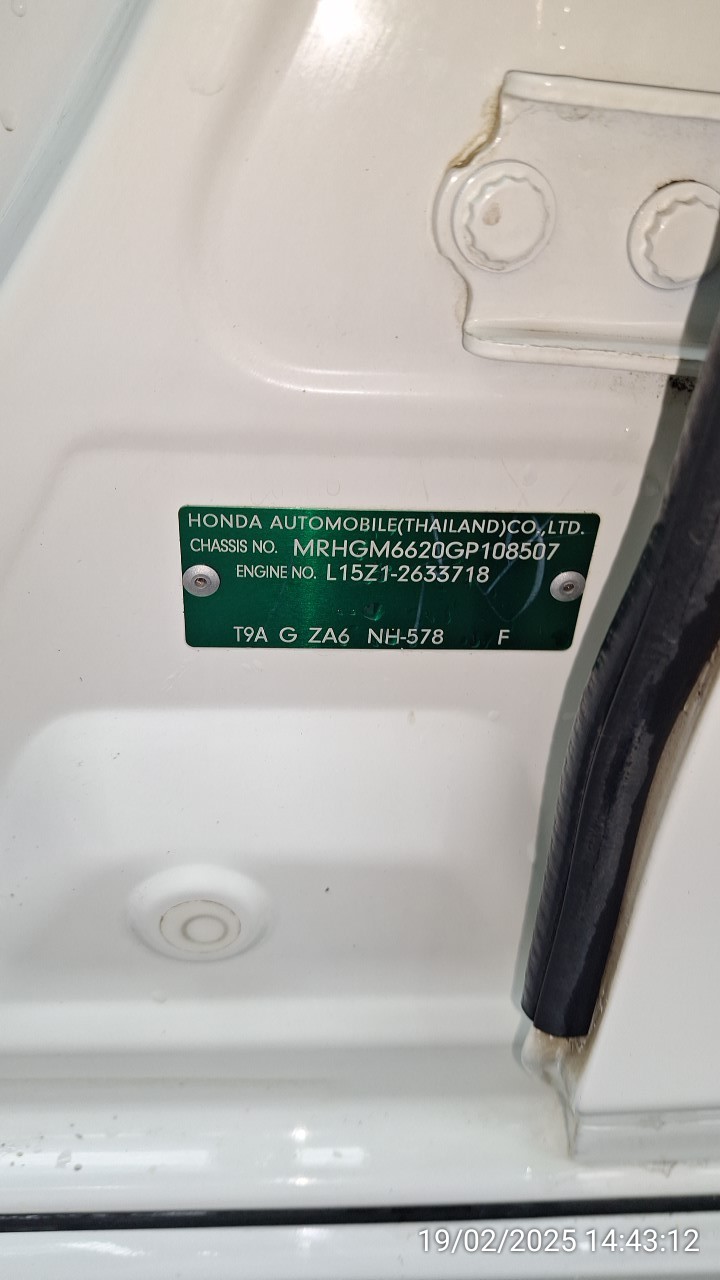 HONDA AUTOMOBILE(THAILAND)CO.,LTD.
CHASSIS NO. MRHGM6620GP108507
ENGINE NO. L15Z1-2633718
T9A G ZA6 NH-578 F
19/02/2025 14:43:12